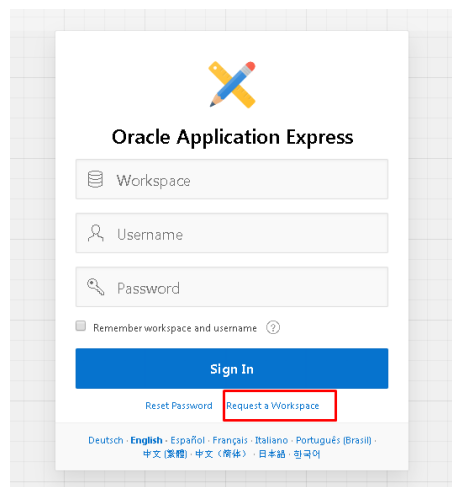 Oracle Application Express
Workspace
Username
Password
Remember workspace and username ?
Sign In
Reset Password Request a Workspace
Deutsch · English · Español · Français · Italiano · Português (Brasil) ·
中文 (繁體) · 中文（简体） · 日本語 · 한국어